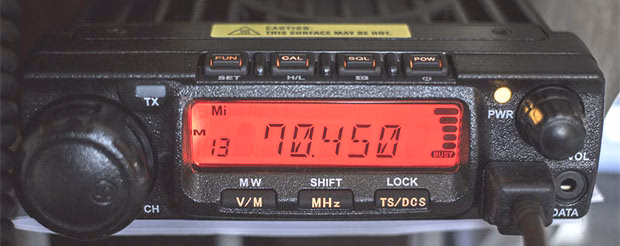 CAUTION.
THIS SURFACE MAY BE HOT.
FUN CAL SQL POW
SET H/L
TX
PWR
Mi
M
13
70.450
BUSY
VOL
MW SHIFT LOCK
V/M MHz TS/DCS
CH
DATA